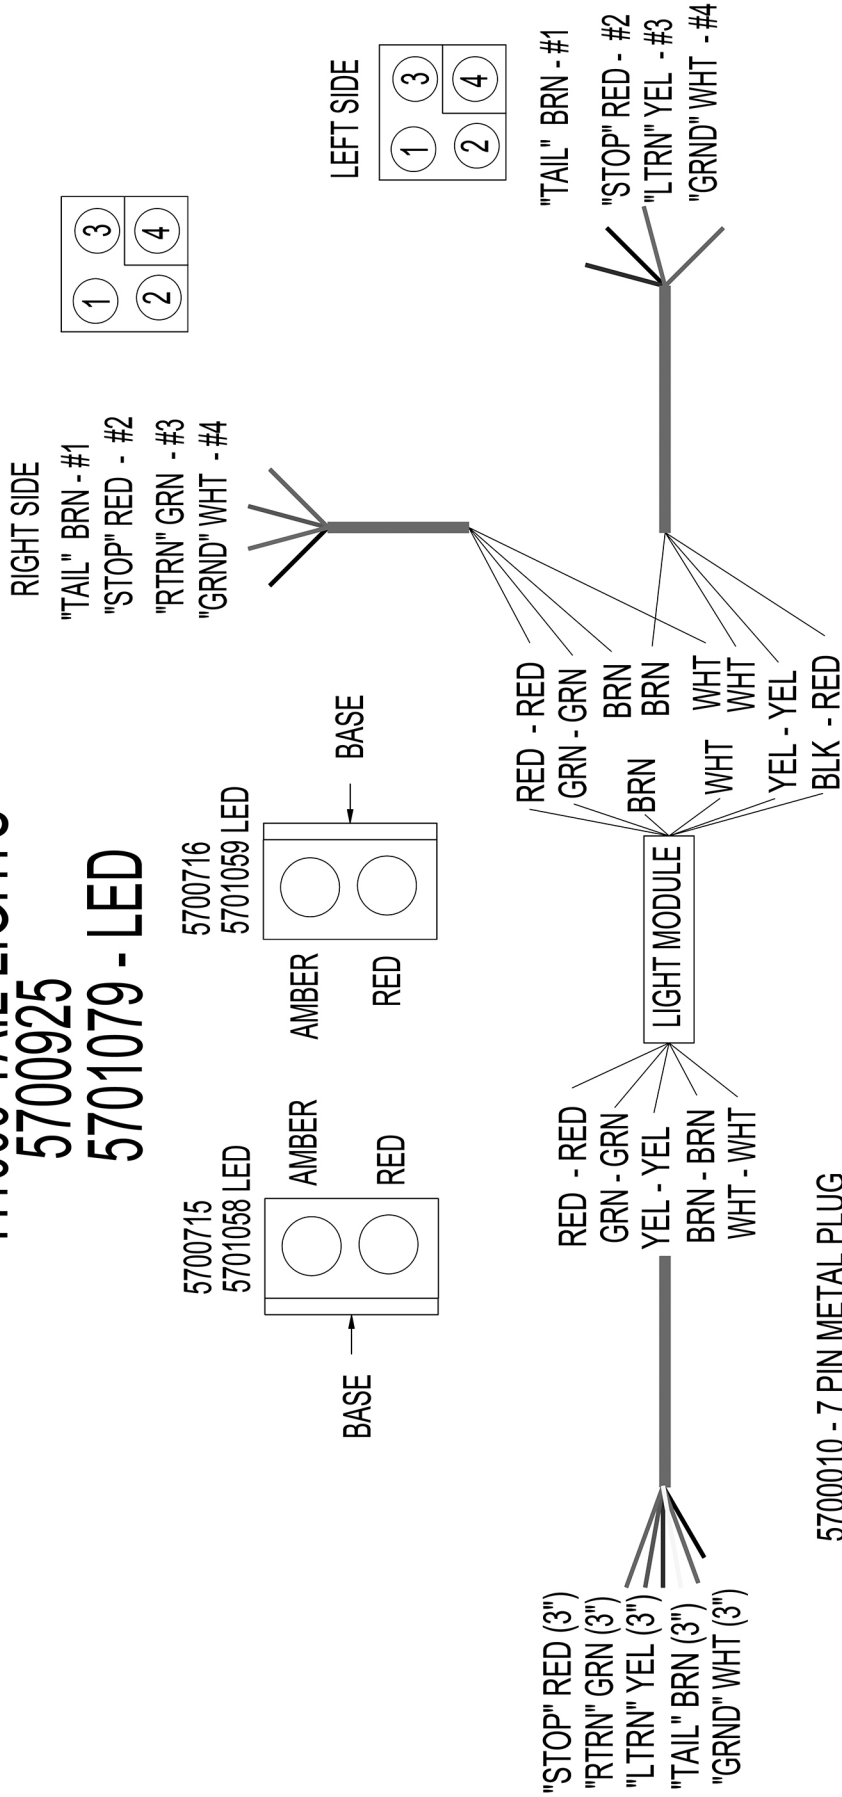 5700925
5701079 - LED
RIGHT SIDE
"TAIL" BRN - #1
"STOP" RED - #2
"RTRN" GRN - #3
"GRND" WHT - #4
1
3
2
4
LEFT SIDE
1
3
2
4
"TAIL" BRN - #1
"STOP" RED - #2
"LTRN" YEL - #3
"GRND" WHT - #4
5700715
5701058 LED
AMBER
RED
BASE
5700716
5701059 LED
AMBER
RED
BASE
"STOP" RED (3")
"RTRN" GRN (3")
"LTRN" YEL (3")
"TAIL" BRN (3")
"GRND" WHT (3")
RED - RED
GRN - GRN
YEL - YEL
BRN - BRN
WHT - WHT
LIGHT MODULE
RED - RED
GRN - GRN
BRN
BRN
BRN
WHT
WHT
WHT
YEL - YEL
BLK - RED
5700010 - 7 PIN METAL PLUG